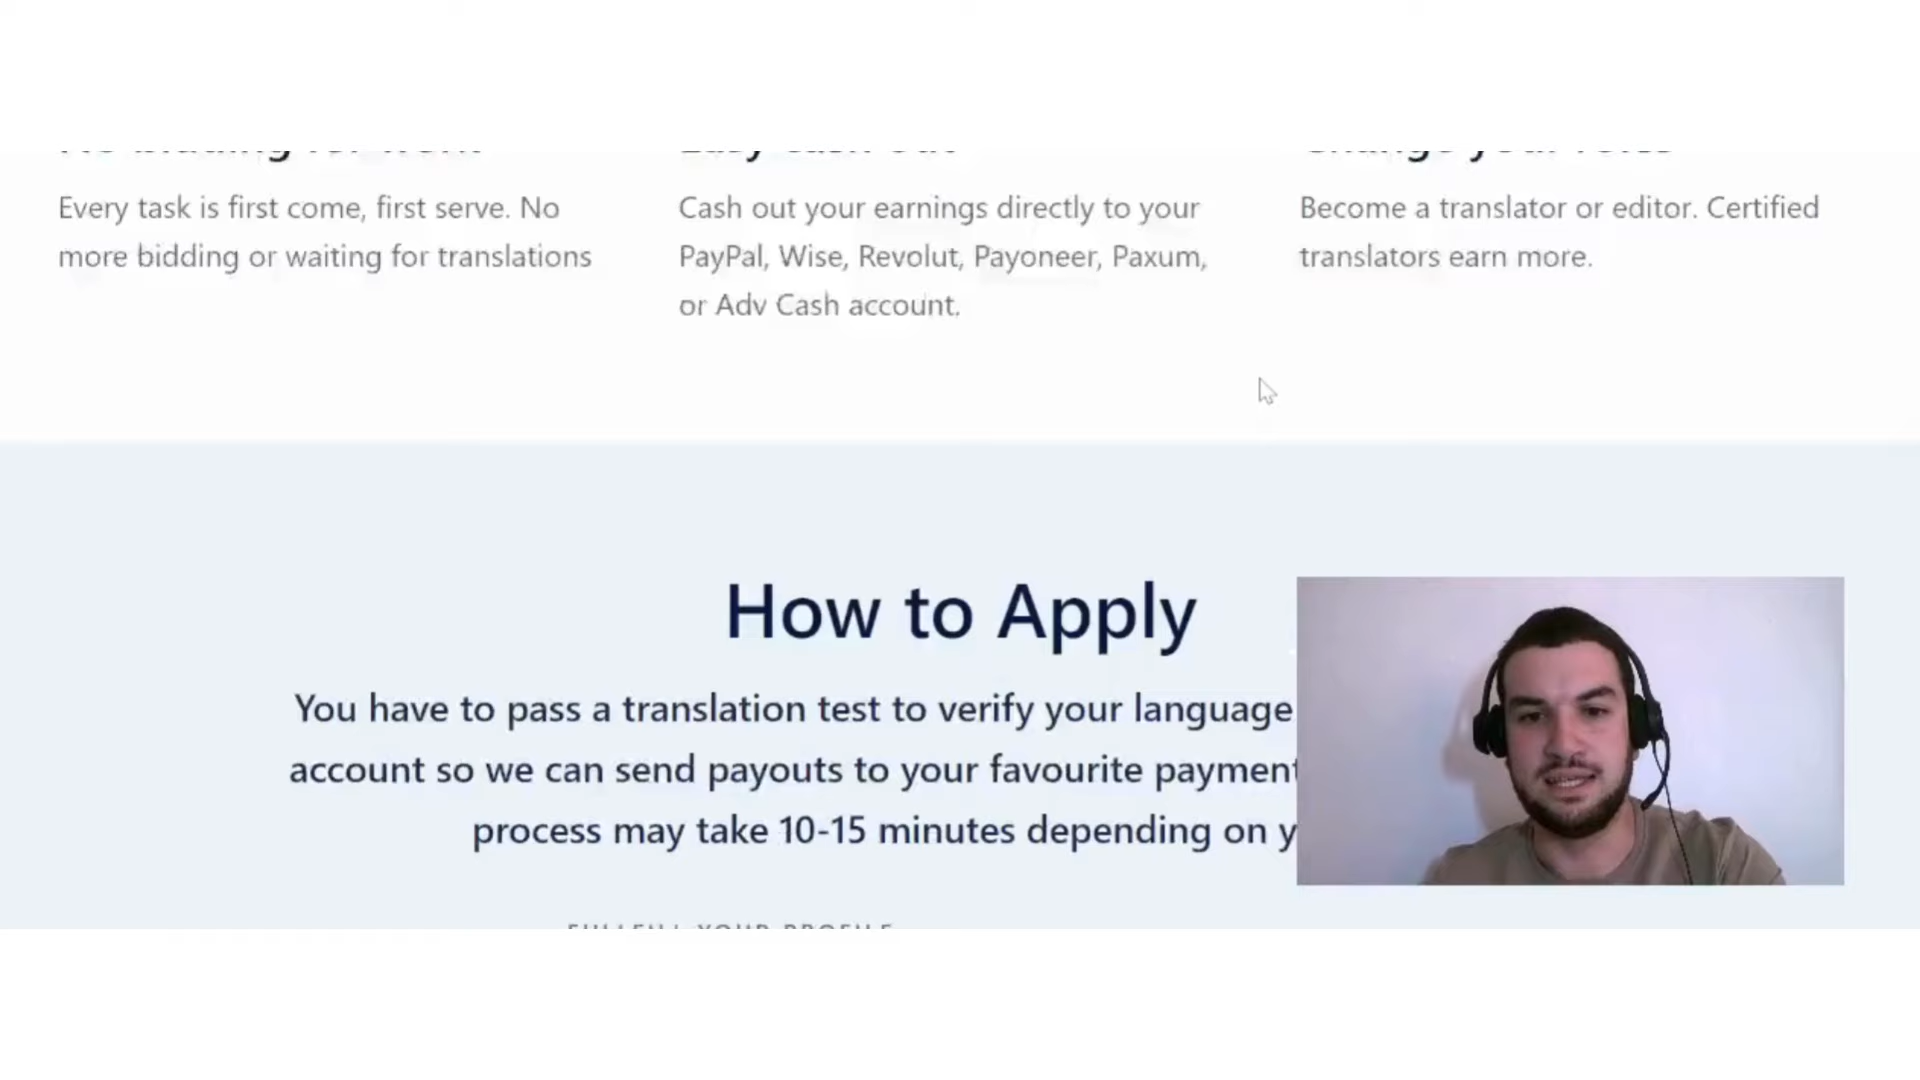 Every task is first come, first serve. No
more bidding or waiting for translations
Cash out your earnings directly to your
PayPal, Wise, Revolut, Payoneer, Paxum,
or Adv Cash account.
Become a translator or editor. Certified
translators earn more.
How to Apply
You have to pass a translation test to verify your language
account so we can send payouts to your favourite payment
process may take 10-15 minutes depending on y